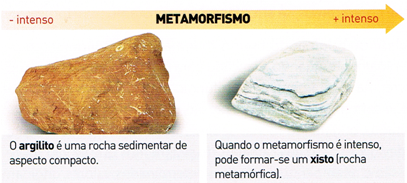 - intenso METAMORFISMO + intenso
O argilito é uma rocha sedimentar de
aspecto compacto.
Quando o metamorfismo é intenso,
pode formar-se um xisto (rocha
metamórfica).